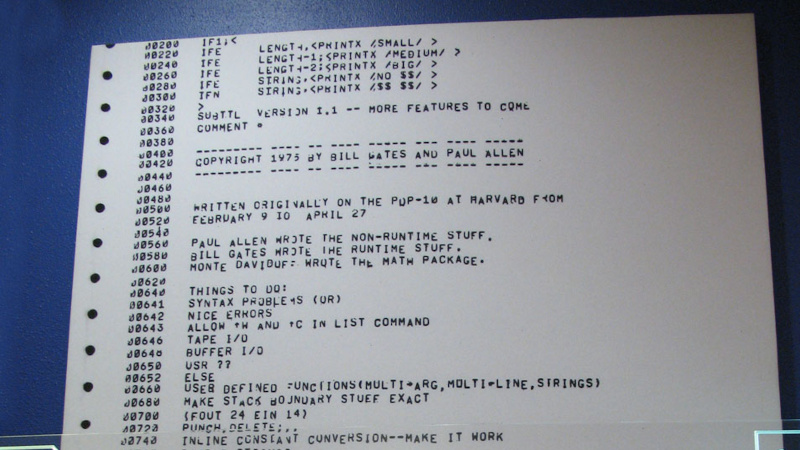 00200 IF1,<
00220 IFE LENGTH,<PRINTX /SMALL/ >
00240 IFE LENGTH-1,<PRINTX /MEDIUM/ >
00260 IFE LENGTH-2,<PRINTX /BIG/ >
00280 IFE STRING,<PRINTX /NO $$/ >
00300 IFN STRING,<PRINTX /$$ $$/ >
00320 >
00340 SUBTTL VERSION 1.1 -- MORE FEATURES TO COME
00360 COMMENT *
00380
00400 --------- ---- -- ---- ----- --- ---- -----
00420 COPYRIGHT 1975 BY BILL GATES AND PAUL ALLEN
00440 --------- ---- -- ---- ----- --- ---- -----
00460
00480
00500 WRITTEN ORIGINALLY ON THE PDP-10 AT HARVARD FROM
00520 FEBRUARY 9 TO APRIL 27
00540
00560 PAUL ALLEN WROTE THE NON-RUNTIME STUFF.
00580 BILL GATES WROTE THE RUNTIME STUFF.
00600 MONTE DAVIDOFF WROTE THE MATH PACKAGE.
00620
00640 THINGS TO DO:
00641 SYNTAX PROBLEMS (OR)
00642 NICE ERRORS
00643 ALLOW ^W AND ^C IN LIST COMMAND
00646 TAPE I/O
00648 BUFFER I/O
00650 USR ??
00652 ELSE
00660 USER DEFINED FUNCTIONS(MULTI-ARG,MULTI-LINE,STRINGS)
00680 MAKE STACK BOUNDARY STUFF EXACT
00700 (FOUT 24 FIN 14)
00720 PUNCH,DELETE;,,
00740 INLINE CONSTANT CONVERSION--MAKE IT WORK